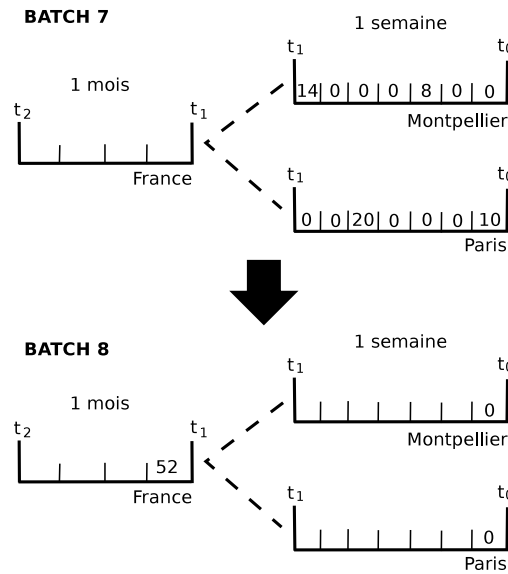 BATCH 7
1 semaine
t1 t0
1 mois
14 0 0 0 8 0 0
t2 t1
Montpellier
t1 t0
France
0 0 20 0 0 0 10
Paris
BATCH 8
1 semaine
t1 t0
1 mois
0
t2 t1
Montpellier
52
t1 t0
France
0
Paris